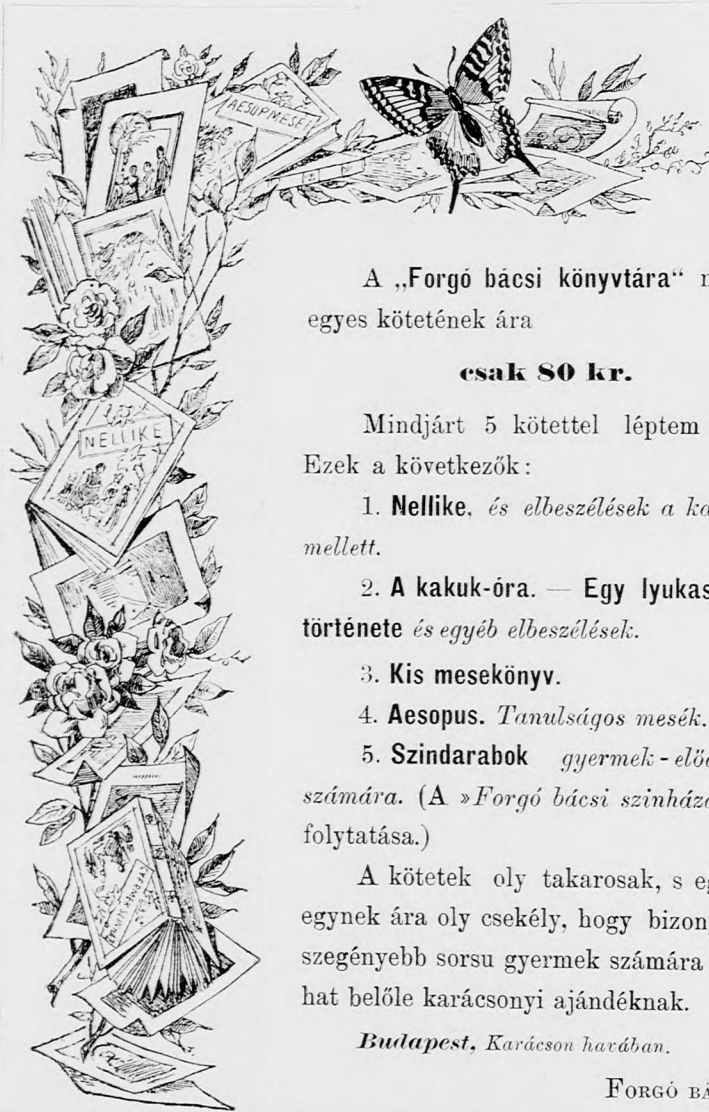 AESUPMESEI
NELLIKE
A „Forgó bácsi könyvtára“
egyes kötetének ára
csak 80 kr.
Mindjárt 5 kötettel léptem
Ezek a következők:
1. Nellike, és elbeszélések a ka
mellett.
2. A kakuk-óra. — Egy lyukas
története és egyéb elbeszélések.
3. Kis mesekönyv.
4. Aesopus. Tanulságos mesék.
5. Szindarabok gyermek-előa
számára. (A »Forgó bácsi szinháza
folytatása.)
A kötetek oly takarosak, s eg
egynek ára oly csekély, hogy bizon
szegényebb sorsu gyermek számára
hat belőle karácsonyi ajándéknak.
Budapest, Karácson havában.
FORGÓ BÁ